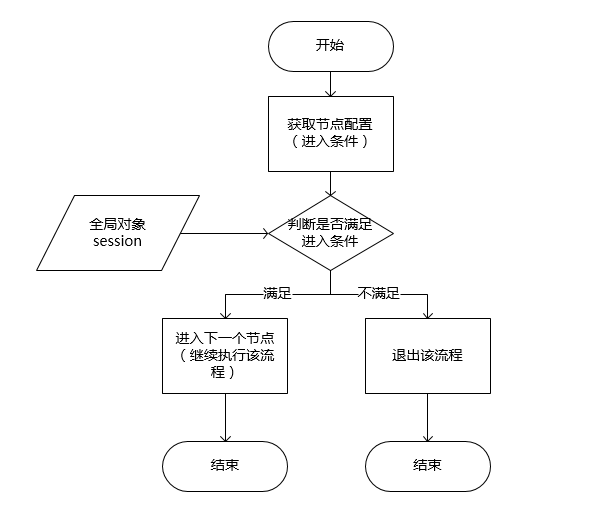 开始
获取节点配置
（进入条件）
全局对象
session
判断是否满足
进入条件
满足
不满足
进入下一个节点
（继续执行该流
程）
退出该流程
结束
结束